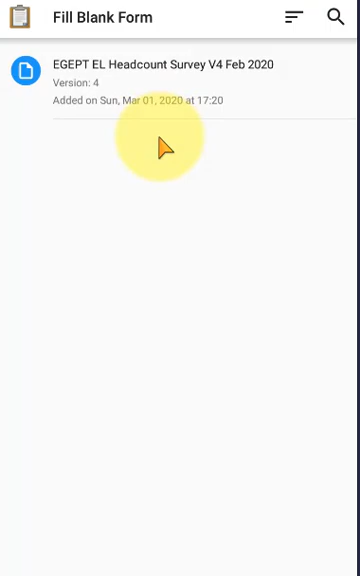 Fill Blank Form
EGEPT EL Headcount Survey V4 Feb 2020
Version: 4
Added on Sun, Mar 01, 2020 at 17:20